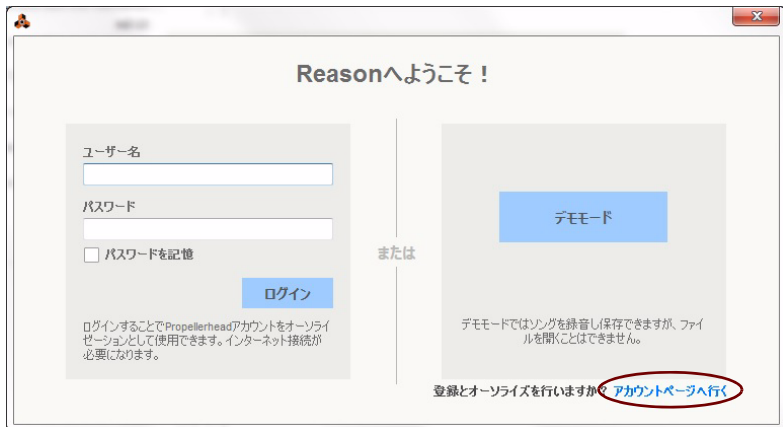 Reasonへようこそ！
ユーザー名
パスワード
パスワードを記憶
ログイン
ログインすることでPropellerheadアカウントをオーソライ
ゼーションとして使用できます。インターネット接続が
必要になります。
または
デモモード
デモモードではソングを録音し保存できますが、ファイ
ルを開くことはできません。
登録とオーソライズを行いますか? アカウントページへ行く